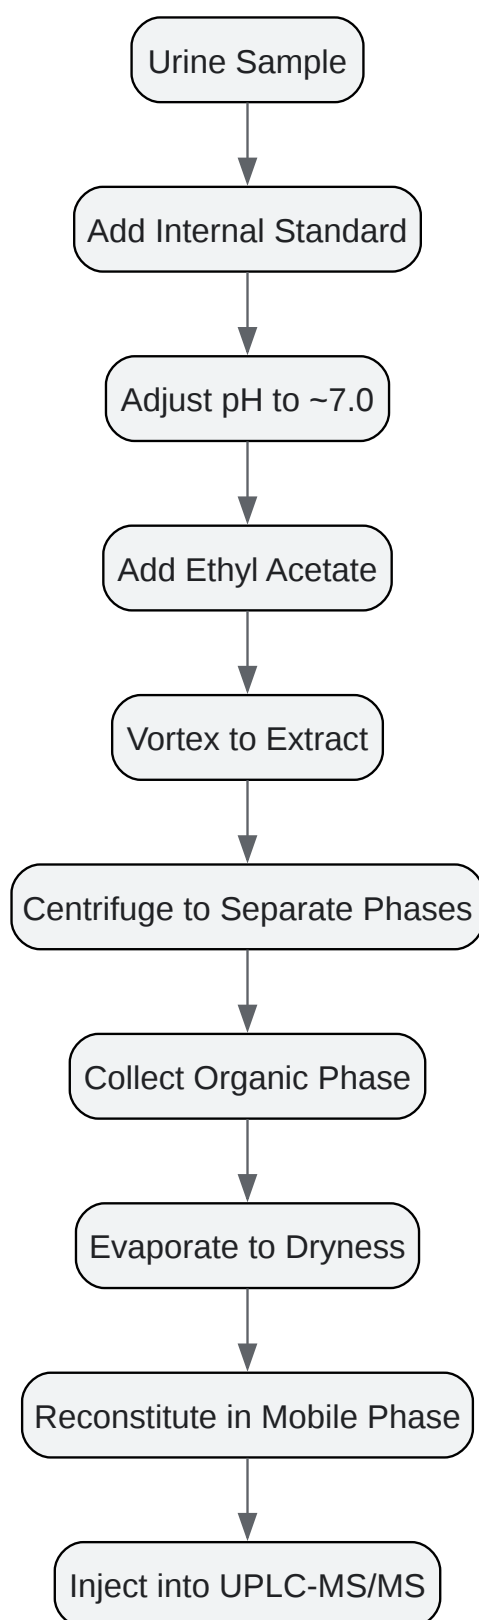 Urine Sample
Add Internal Standard
Adjust pH to ~7.0
Add Ethyl Acetate
Vortex to Extract
Centrifuge to Separate Phases
Collect Organic Phase
Evaporate to Dryness
Reconstitute in Mobile Phase
Inject into UPLC-MS/MS